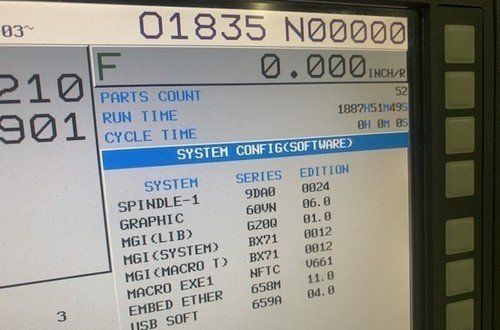 -03~ O1835 N00000
210
901
F 0.000 INCH/R
PARTS COUNT 52
RUN TIME 1887H51M49S
CYCLE TIME 0H 0M 0S
SYSTEM CONFIG(SOFTWARE)
SYSTEM SERIES EDITION
SPINDLE-1 9DA0 0024
GRAPHIC 60VN 06.0
MGI(LIB) GZ0Q 01.0
MGI(SYSTEM) BX71 0012
MGI(MACRO T) BX71 0012
MACRO EXE1 NFTC V661
EMBED ETHER 658M 11.0
USB SOFT 659A 04.0
3